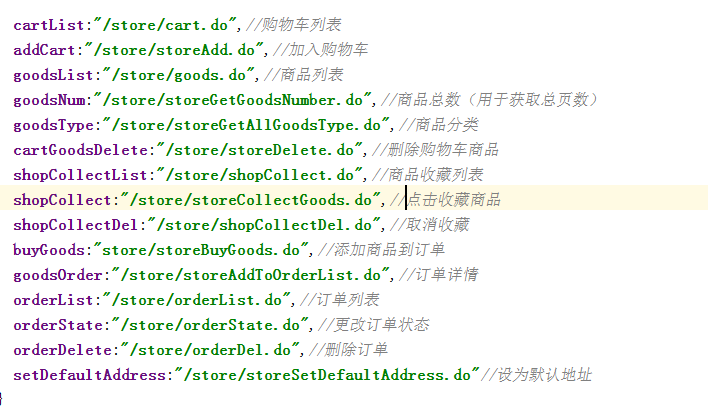 cartList:"/store/cart.do",//购物车列表
addCart:"/store/storeAdd.do",//加入购物车
goodsList:"/store/goods.do",//商品列表
goodsNum:"/store/storeGetGoodsNumber.do",//商品总数（用于获取总页数）
goodsType:"/store/storeGetAllGoodsType.do",//商品分类
cartGoodsDelete:"/store/storeDelete.do",//删除购物车商品
shopCollectList:"/store/shopCollect.do",//商品收藏列表
shopCollect:"/store/storeCollectGoods.do",//点击收藏商品
shopCollectDel:"/store/shopCollectDel.do",//取消收藏
buyGoods:"store/storeBuyGoods.do",//添加商品到订单
goodsOrder:"/store/storeAddToOrderList.do",//订单详情
orderList:"/store/orderList.do",//订单列表
orderState:"/store/orderState.do",//更改订单状态
orderDelete:"/store/orderDel.do",//删除订单
setDefaultAddress:"/store/storeSetDefaultAddress.do"//设为默认地址
}